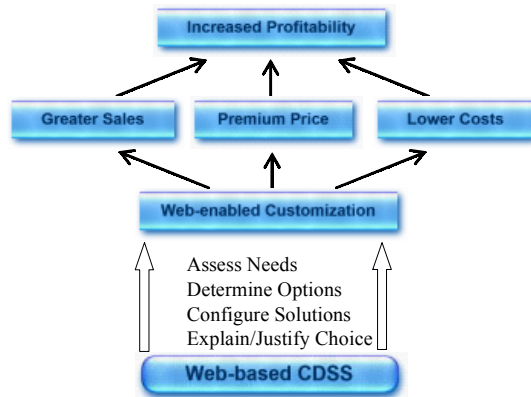 Increased Profitability
Greater Sales
Premium Price
Lower Costs
Web-enabled Customization
Assess Needs
Determine Options
Configure Solutions
Explain/Justify Choice
Web-based CDSS